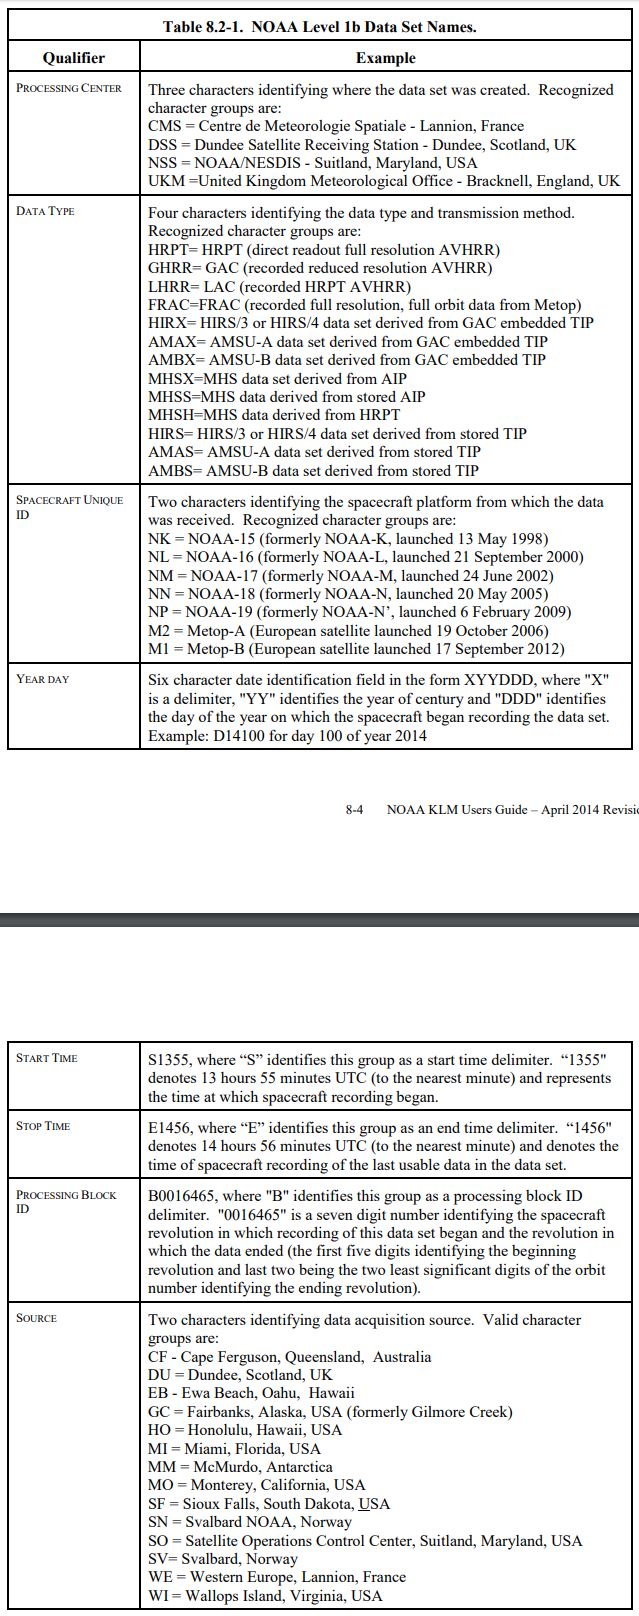 Table 8.2-1. NOAA Level 1b Data Set Names.
Qualifier
Example
PROCESSING CENTER
Three characters identifying where the data set was created. Recognized
character groups are:
CMS = Centre de Meteorologie Spatiale - Lannion, France
DSS = Dundee Satellite Receiving Station - Dundee, Scotland, UK
NSS = NOAA/NESDIS - Suitland, Maryland, USA
UKM =United Kingdom Meteorological Office - Bracknell, England, UK
DATA TYPE
Four characters identifying the data type and transmission method.
Recognized character groups are:
HRPT= HRPT (direct readout full resolution AVHRR)
GHRR= GAC (recorded reduced resolution AVHRR)
LHRR= LAC (recorded HRPT AVHRR)
FRAC=FRAC (recorded full resolution, full orbit data from Metop)
HIRX= HIRS/3 or HIRS/4 data set derived from GAC embedded TIP
AMAX= AMSU-A data set derived from GAC embedded TIP
AMBX= AMSU-B data set derived from GAC embedded TIP
MHSX=MHS data set derived from AIP
MHSS=MHS data derived from stored AIP
MHSH=MHS data derived from HRPT
HIRS= HIRS/3 or HIRS/4 data set derived from stored TIP
AMAS= AMSU-A data set derived from stored TIP
AMBS= AMSU-B data set derived from stored TIP
SPACECRAFT UNIQUE
ID
Two characters identifying the spacecraft platform from which the data
was received. Recognized character groups are:
NK = NOAA-15 (formerly NOAA-K, launched 13 May 1998)
NL = NOAA-16 (formerly NOAA-L, launched 21 September 2000)
NM = NOAA-17 (formerly NOAA-M, launched 24 June 2002)
NN = NOAA-18 (formerly NOAA-N, launched 20 May 2005)
NP = NOAA-19 (formerly NOAA-N’, launched 6 February 2009)
M2 = Metop-A (European satellite launched 19 October 2006)
M1 = Metop-B (European satellite launched 17 September 2012)
YEAR DAY
Six character date identification field in the form XYYDDD, where "X"
is a delimiter, "YY" identifies the year of century and "DDD" identifies
the day of the year on which the spacecraft began recording the data set.
Example: D14100 for day 100 of year 2014
8-4 NOAA KLM Users Guide – April 2014 Revisio
START TIME
S1355, where “S” identifies this group as a start time delimiter. “1355"
denotes 13 hours 55 minutes UTC (to the nearest minute) and represents
the time at which spacecraft recording began.
STOP TIME
E1456, where “E” identifies this group as an end time delimiter. “1456"
denotes 14 hours 56 minutes UTC (to the nearest minute) and denotes the
time of spacecraft recording of the last usable data in the data set.
PROCESSING BLOCK
ID
B0016465, where "B" identifies this group as a processing block ID
delimiter. "0016465" is a seven digit number identifying the spacecraft
revolution in which recording of this data set began and the revolution in
which the data ended (the first five digits identifying the beginning
revolution and last two being the two least significant digits of the orbit
number identifying the ending revolution).
SOURCE
Two characters identifying data acquisition source. Valid character
groups are:
CF - Cape Ferguson, Queensland, Australia
DU = Dundee, Scotland, UK
EB - Ewa Beach, Oahu, Hawaii
GC = Fairbanks, Alaska, USA (formerly Gilmore Creek)
HO = Honolulu, Hawaii, USA
MI = Miami, Florida, USA
MM = McMurdo, Antarctica
MO = Monterey, California, USA
SF = Sioux Falls, South Dakota, USA
SN = Svalbard NOAA, Norway
SO = Satellite Operations Control Center, Suitland, Maryland, USA
SV= Svalbard, Norway
WE = Western Europe, Lannion, France
WI = Wallops Island, Virginia, USA